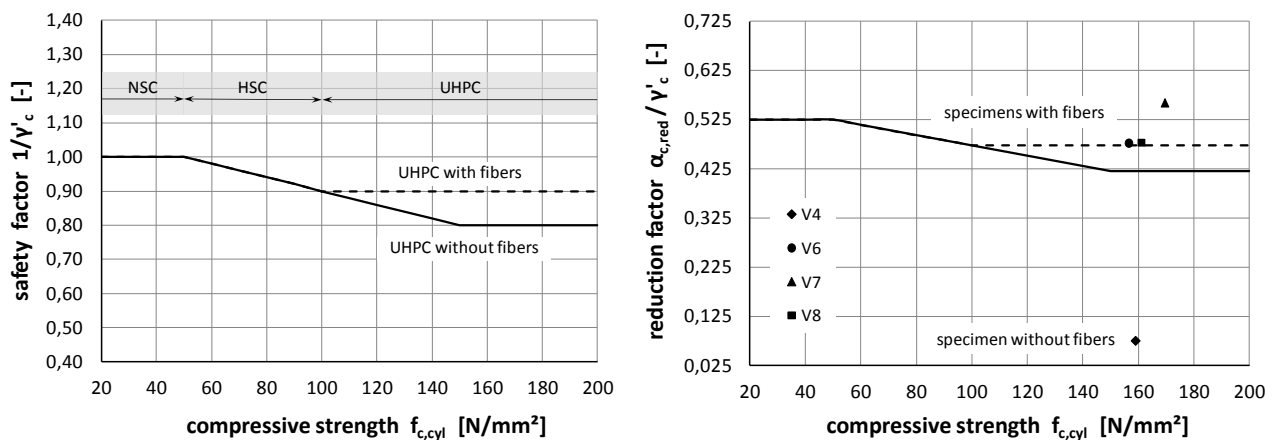 safety factor 1/γ'c [-]
1,40
1,30
1,20
1,10
1,00
0,90
0,80
0,70
0,60
0,50
0,40
NSC
HSC
UHPC
UHPC with fibers
UHPC without fibers
20 40 60 80 100 120 140 160 180 200
compressive strength fc,cyl [N/mm²]
reduction factor αc,red / γ'c [-]
0,725
0,625
0,525
0,425
0,325
0,225
0,125
0,025
specimens with fibers
V4
V6
V7
V8
specimen without fibers
20 40 60 80 100 120 140 160 180 200
compressive strength fc,cyl [N/mm²]